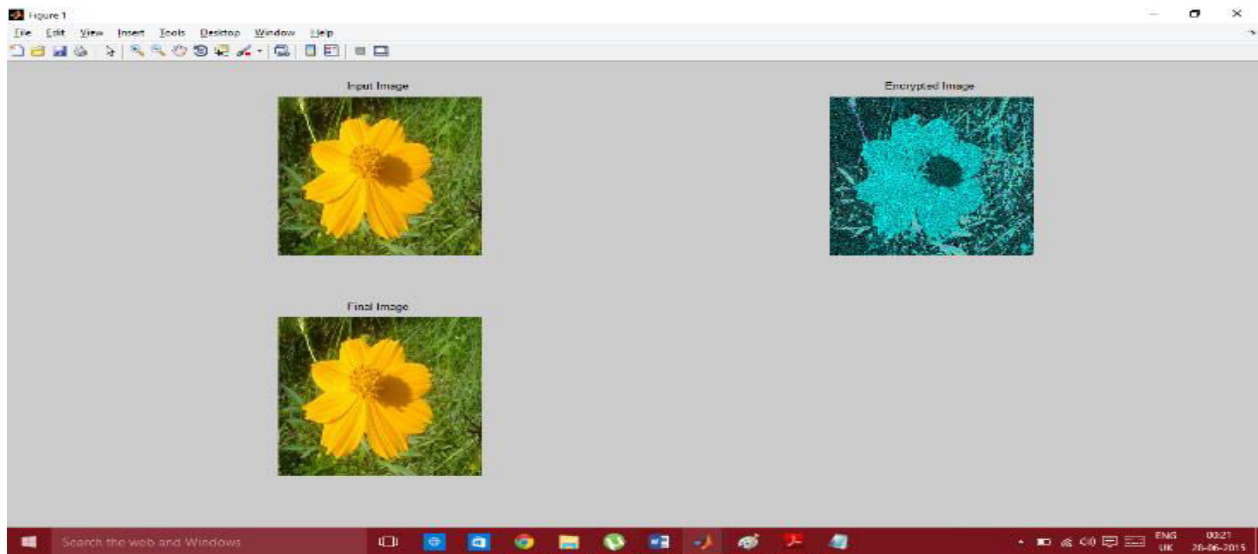 Figure 1
File Edit View Insert Tools Desktop Window Help
Input Image
Encrypted Image
Final Image
Search the web and Windows
ENG
UK
00:21
28-06-2015